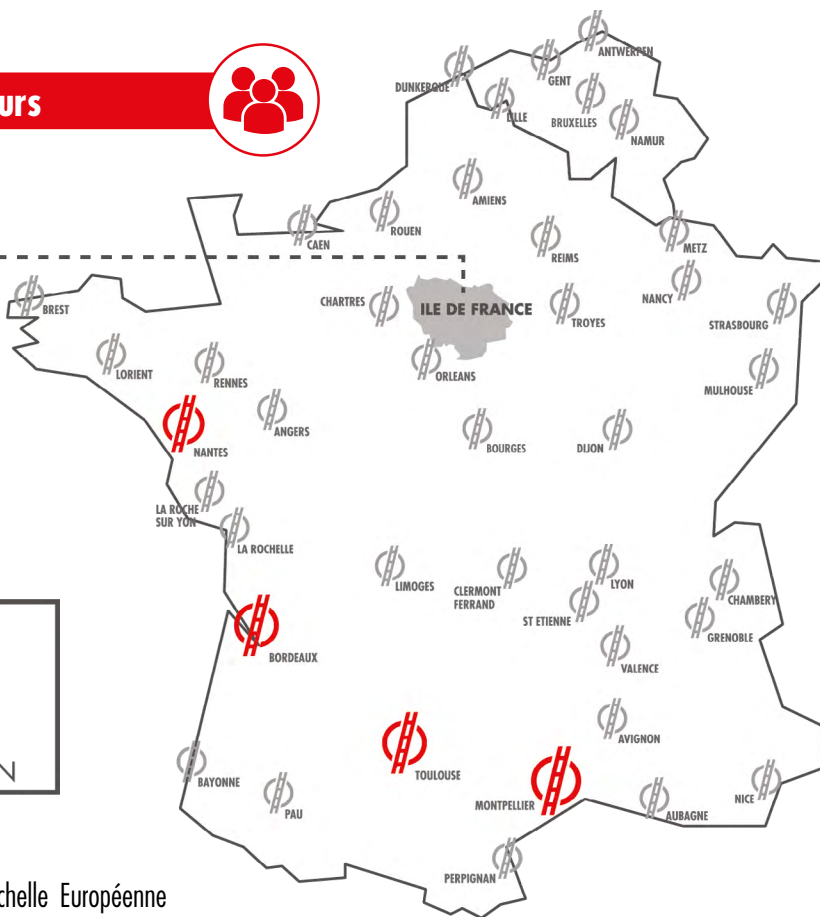 urs
ANTWERPEN
GENT
DUNKERQUE
LILLE
BRUXELLES
NAMUR
AMIENS
ROUEN
CAEN
REIMS
METZ
NANCY
BREST
CHARTRES
ILE DE FRANCE
TROYES
STRASBOURG
LORIENT
RENNES
ORLEANS
MULHOUSE
ANGERS
NANTES
BOURGES
DIJON
LA ROCHE
SUR YON
LA ROCHELLE
LIMOGES
CLERMONT
FERRAND
LYON
CHAMBERY
ST ETIENNE
GRENOBLE
BORDEAUX
VALENCE
AVIGNON
TOULOUSE
BAYONNE
PAU
MONTPELLIER
AUBAGNE
NICE
PERPIGNAN
chelle Européenne